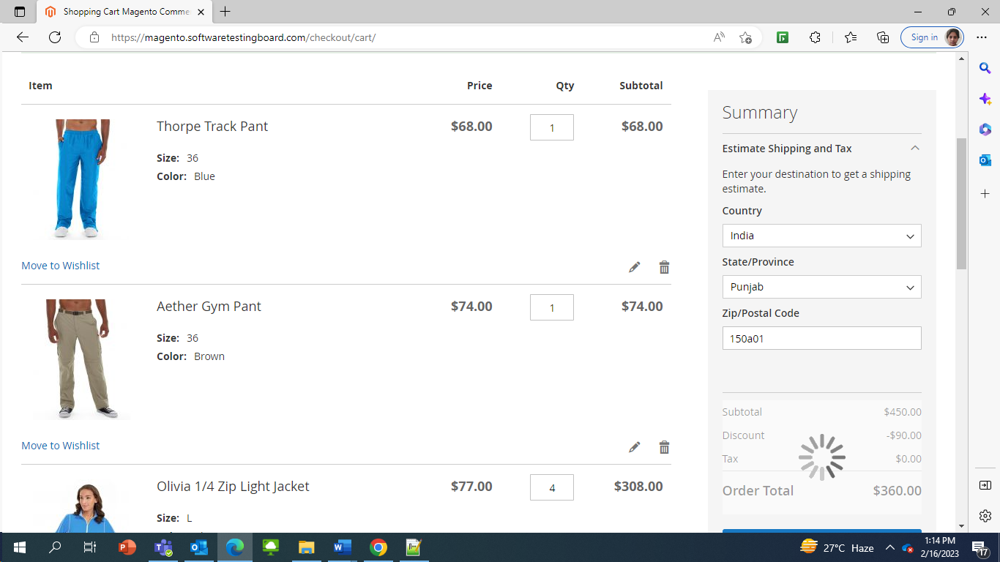 Shopping Cart Magento Comme
https://magento.softwaretestingboard.com/checkout/cart/
Sign in
Item Price Qty Subtotal
Thorpe Track Pant $68.00 1 $68.00
Size: 36
Color: Blue
Move to Wishlist
Aether Gym Pant $74.00 1 $74.00
Size: 36
Color: Brown
Move to Wishlist
Olivia 1/4 Zip Light Jacket $77.00 4 $308.00
Size: L
Summary
Estimate Shipping and Tax
Enter your destination to get a shipping
estimate.
Country
India
State/Province
Punjab
Zip/Postal Code
150a01
Subtotal $450.00
Discount -$90.00
Tax $0.00
Order Total $360.00
27°C Haze
1:14 PM
2/16/2023
17